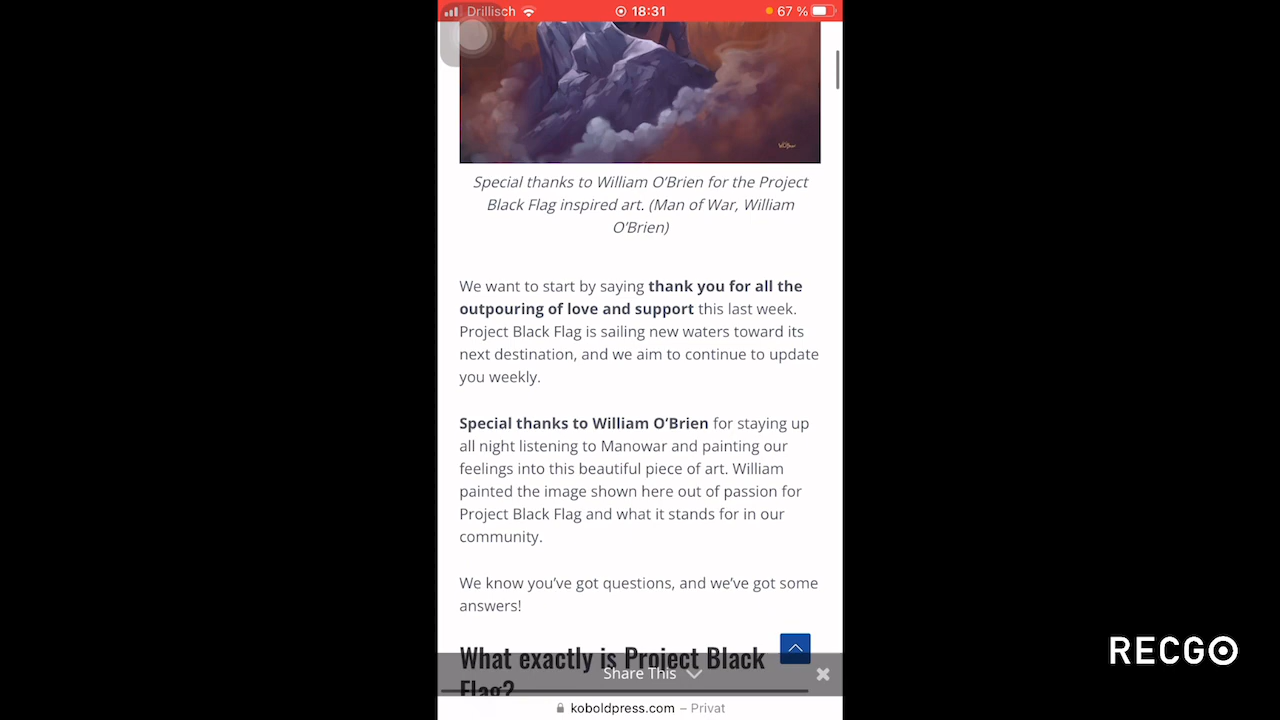 Drillisch
18:31
67 %
Special thanks to William O’Brien for the Project
Black Flag inspired art. (Man of War, William
O’Brien)
We want to start by saying thank you for all the
outpouring of love and support this last week.
Project Black Flag is sailing new waters toward its
next destination, and we aim to continue to update
you weekly.
Special thanks to William O’Brien for staying up
all night listening to Manowar and painting our
feelings into this beautiful piece of art. William
painted the image shown here out of passion for
Project Black Flag and what it stands for in our
community.
We know you’ve got questions, and we’ve got some
answers!
What exactly is Project Black
Flag?
Share This
koboldpress.com – Privat
RECGO